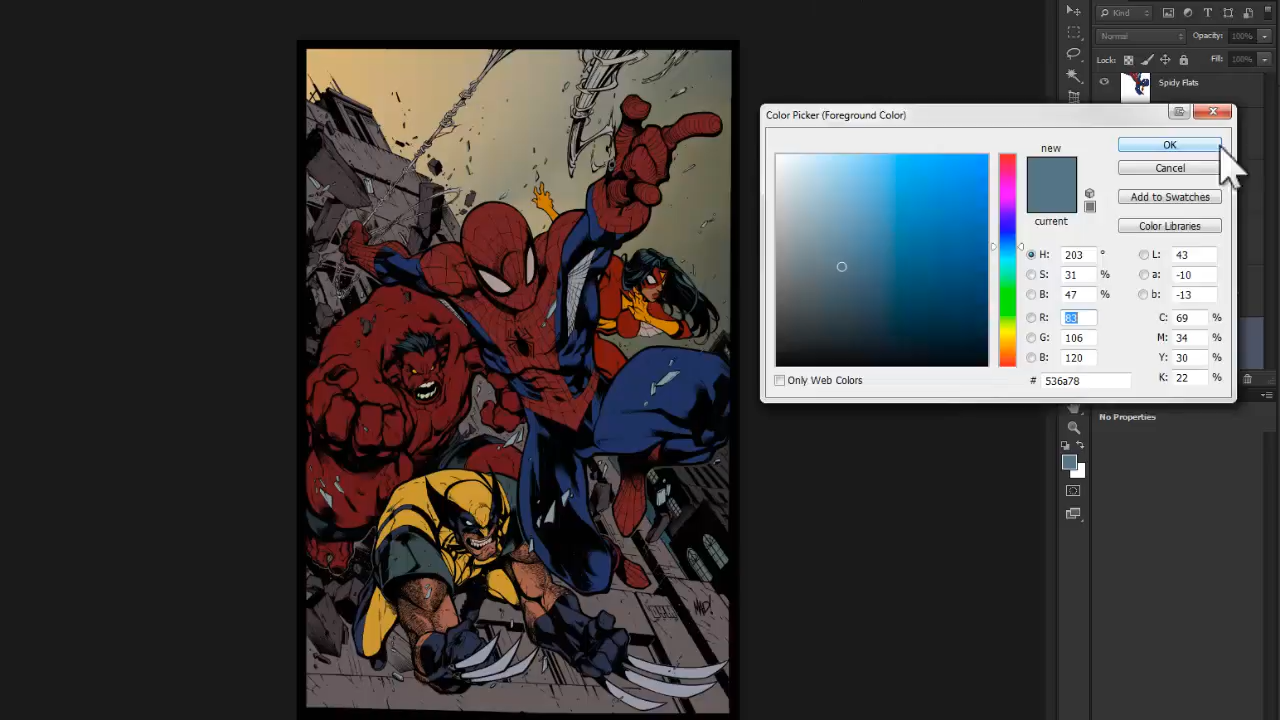 Kind
Normal Opacity: 100%
Lock: Fill: 100%
Spidy Flats
Color Picker (Foreground Color)
new
current
OK
Cancel
Add to Swatches
Color Libraries
H: 203 °
S: 31 %
B: 47 %
R: 83
G: 106
B: 120
# 536a78
L: 43
a: -10
b: -13
C: 69 %
M: 34 %
Y: 30 %
K: 22 %
Only Web Colors
No Properties
MAD!